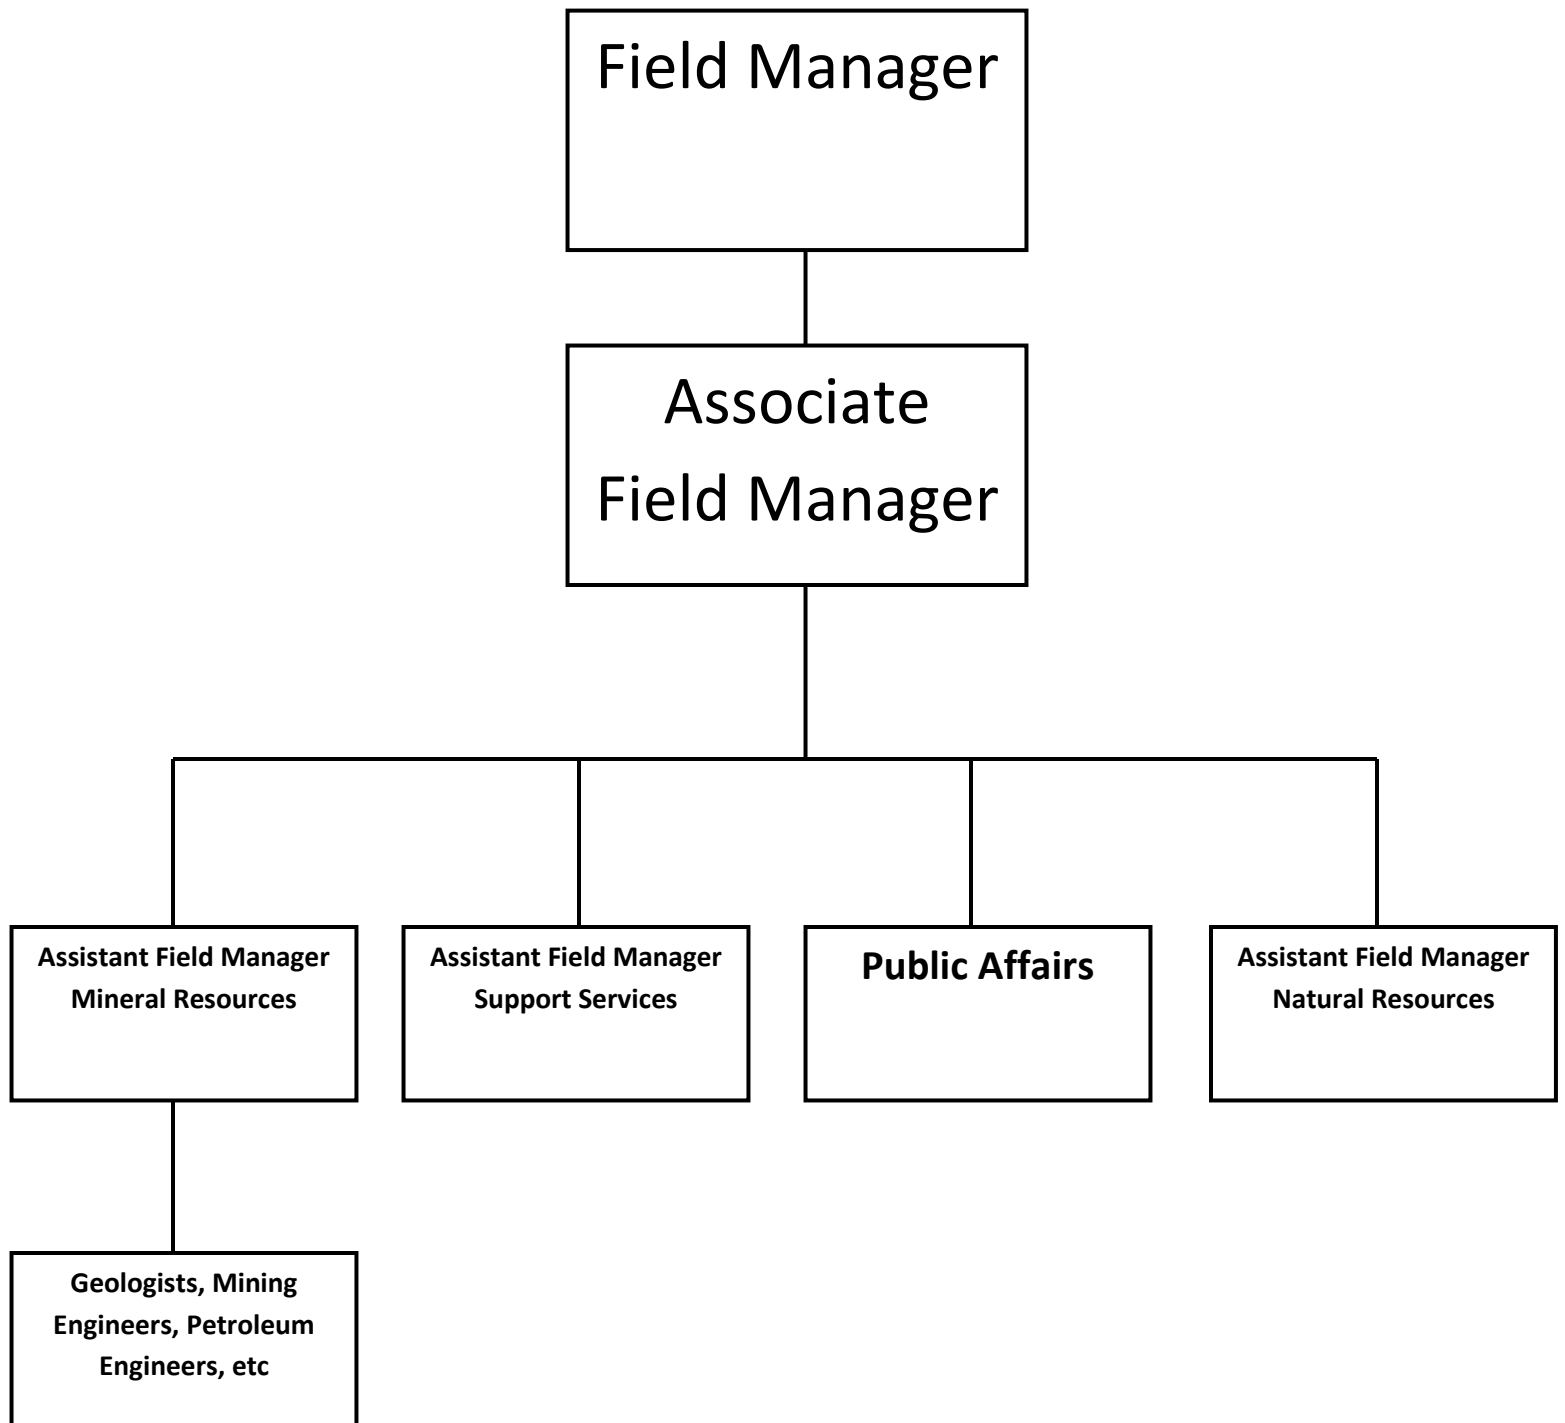 Field Manager
Associate
Field Manager
Assistant Field Manager
Mineral Resources
Assistant Field Manager
Support Services
Public Affairs
Assistant Field Manager
Natural Resources
Geologists, Mining
Engineers, Petroleum
Engineers, etc